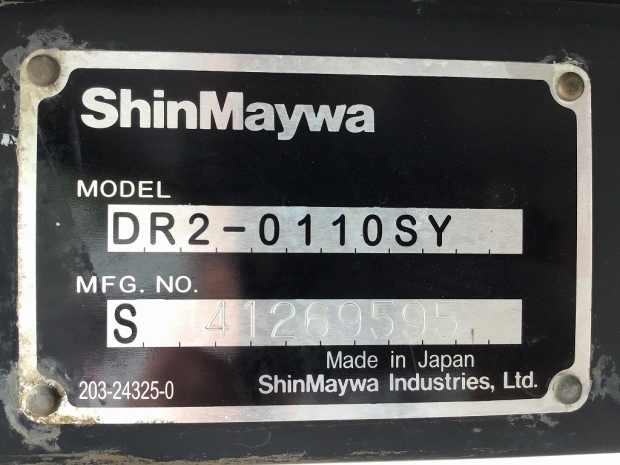 ShinMaywa
MODEL
DR2-0110SY
MFG. NO.
S 41269595
Made in Japan
203-24325-0 ShinMaywa Industries, Ltd.